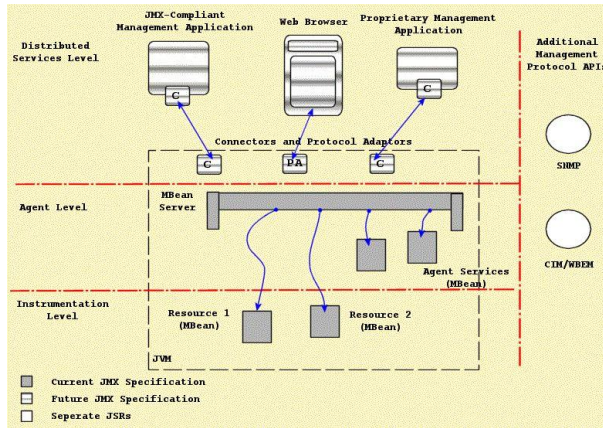 JMX-Compliant
Management Application
Web Browser
Proprietary Management
Application
Distributed
Services Level
Additional
Management
Protocol APIs
C
C
Connectors and Protocol Adaptors
C
PA
C
SNMP
MBean
Server
Agent Level
Agent Services
(MBean)
CIM/WBEM
Instrumentation
Level
Resource 1
(MBean)
Resource 2
(MBean)
JVM
Current JMX Specification
Future JMX Specification
Seperate JSRs